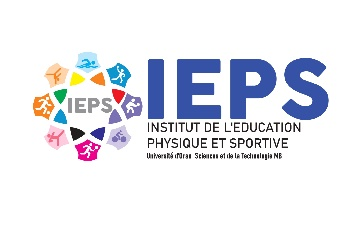 IEPS
IEPS
INSTITUT DE L'EDUCATION
PHYSIQUE ET SPORTIVE
Université d'Oran Sciences et de la Technologie MB